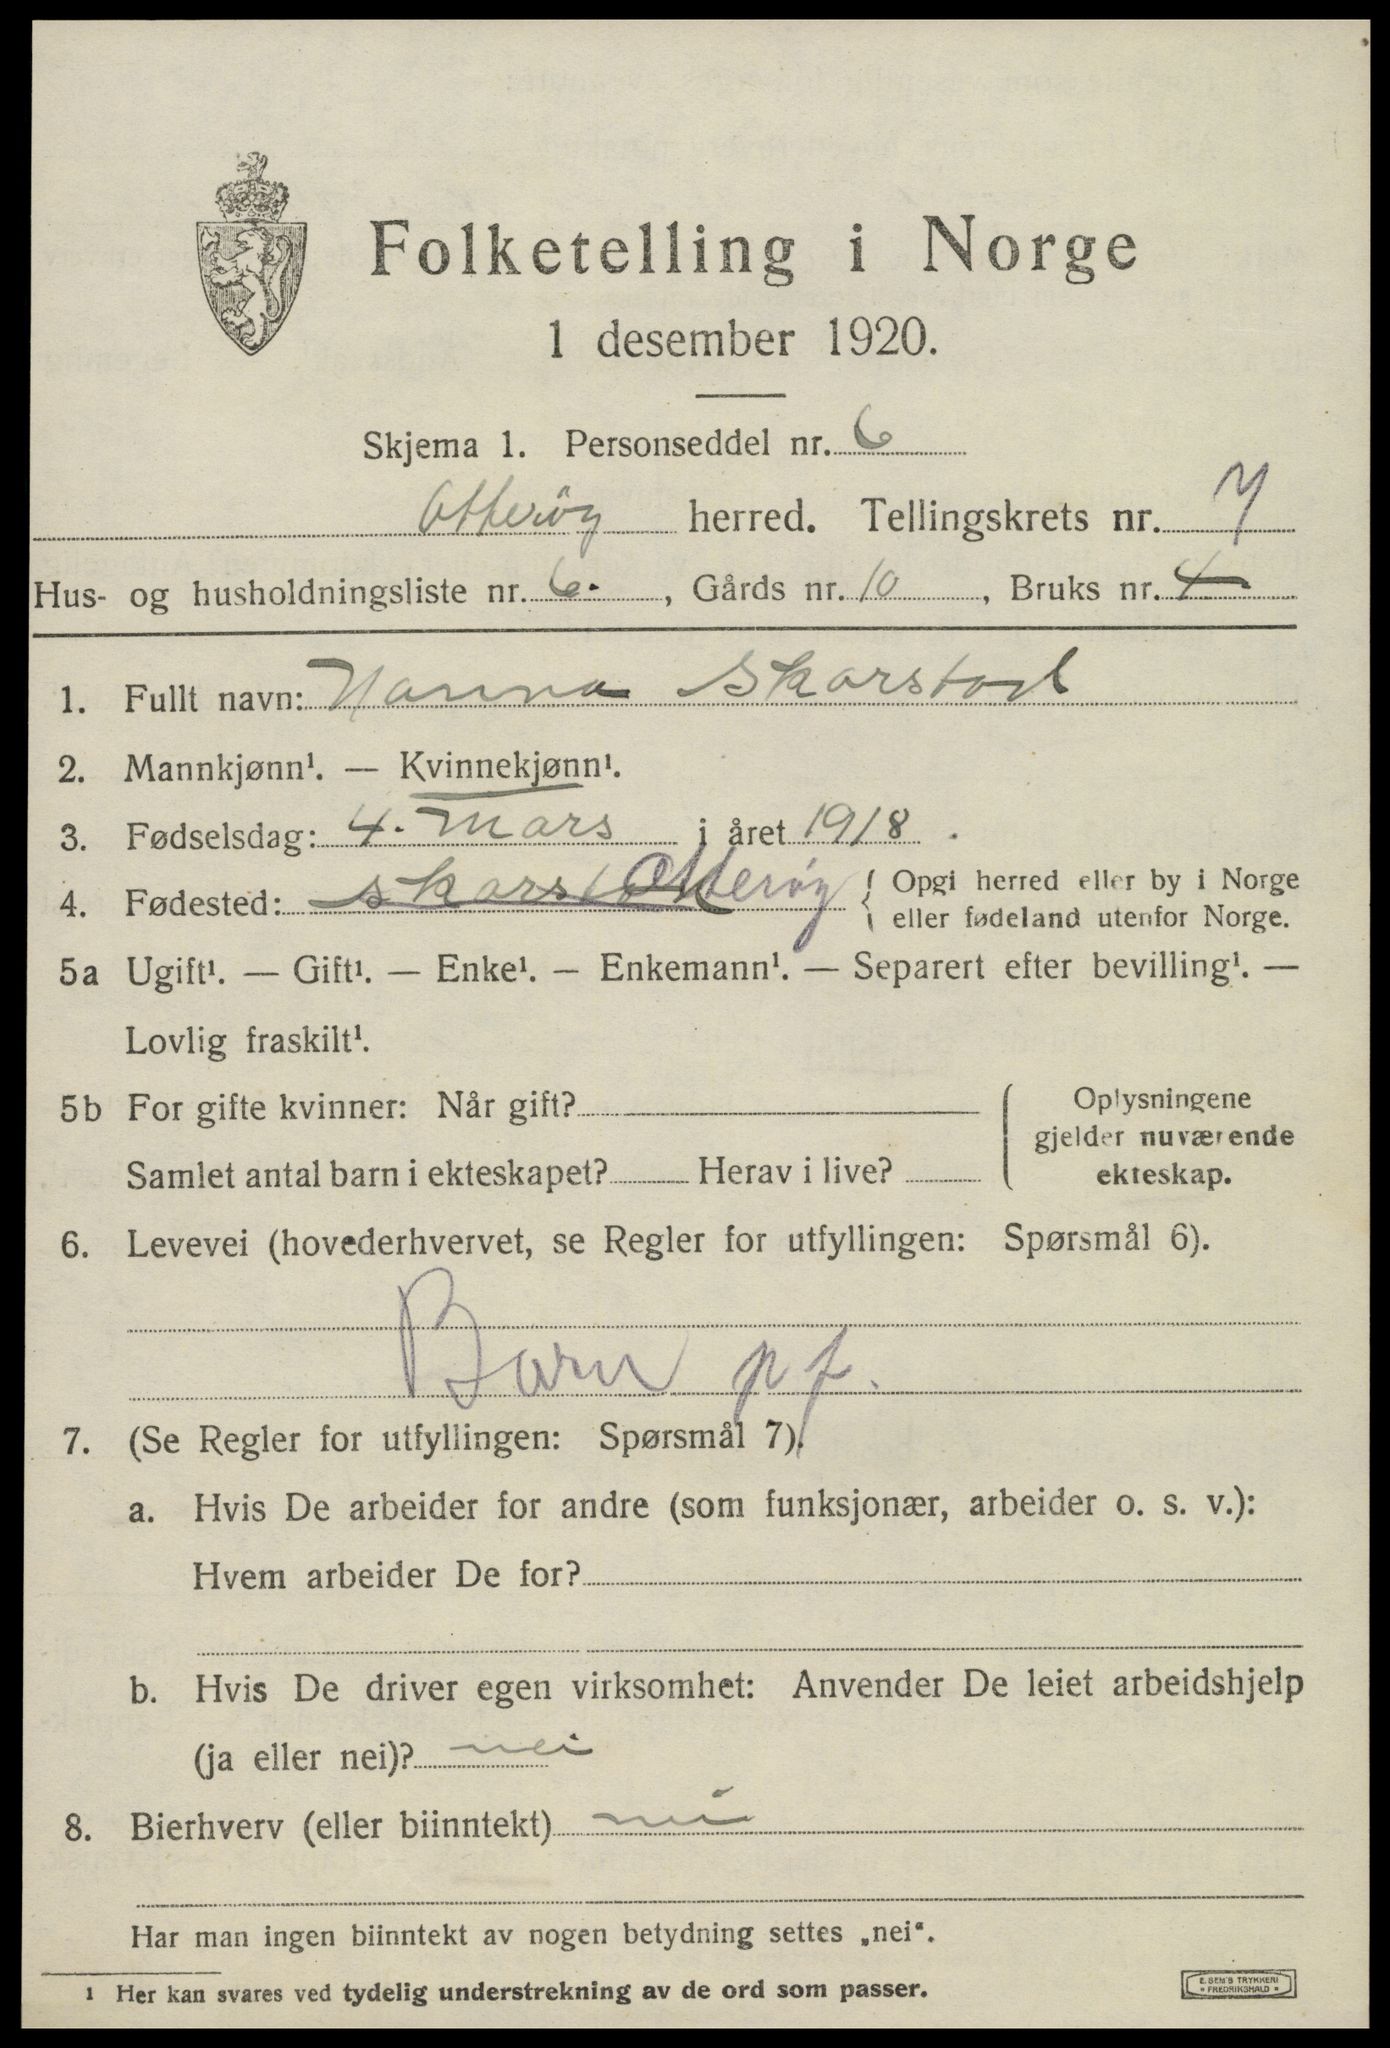 Folketelling i Norge
1 desember 1920.
Skjema 1. Personseddel nr. 6
Otterøy herred. Tellingskrets nr. 7
Hus- og husholdningsliste nr. 6. , Gårds nr. 10 , Bruks nr. 4
1. Fullt navn: Hanna Skorstad
2. Mannkjønn¹. — Kvinnekjønn¹.
3. Fødselsdag: 4. Mars i året 1918.
4. Fødested: Otterøy { Opgi herred eller by i Norge
eller fødeland utenfor Norge.
5a Ugift¹. — Gift¹. — Enke¹. — Enkemann¹. — Separert efter bevilling¹. —
Lovlig fraskilt¹.
5b For gifte kvinner: Når gift?
Samlet antal barn i ekteskapet? Herav i live?
Oplysningene
gjelder nuværende
ekteskap.
6. Levevei (hovederhvervet, se Regler for utfyllingen: Spørsmål 6).
Barn pf.
7. (Se Regler for utfyllingen: Spørsmål 7).
a. Hvis De arbeider for andre (som funksjonær, arbeider o. s. v.):
Hvem arbeider De for?
b. Hvis De driver egen virksomhet: Anvender De leiet arbeidshjelp
(ja eller nei)? nei
8. Bierhverv (eller biinntekt) nei
Har man ingen biinntekt av nogen betydning settes „nei“.
1 Her kan svares ved tydelig understrekning av de ord som passer.
E. SEM'S TRYKKERI
FREDRIKSHALD